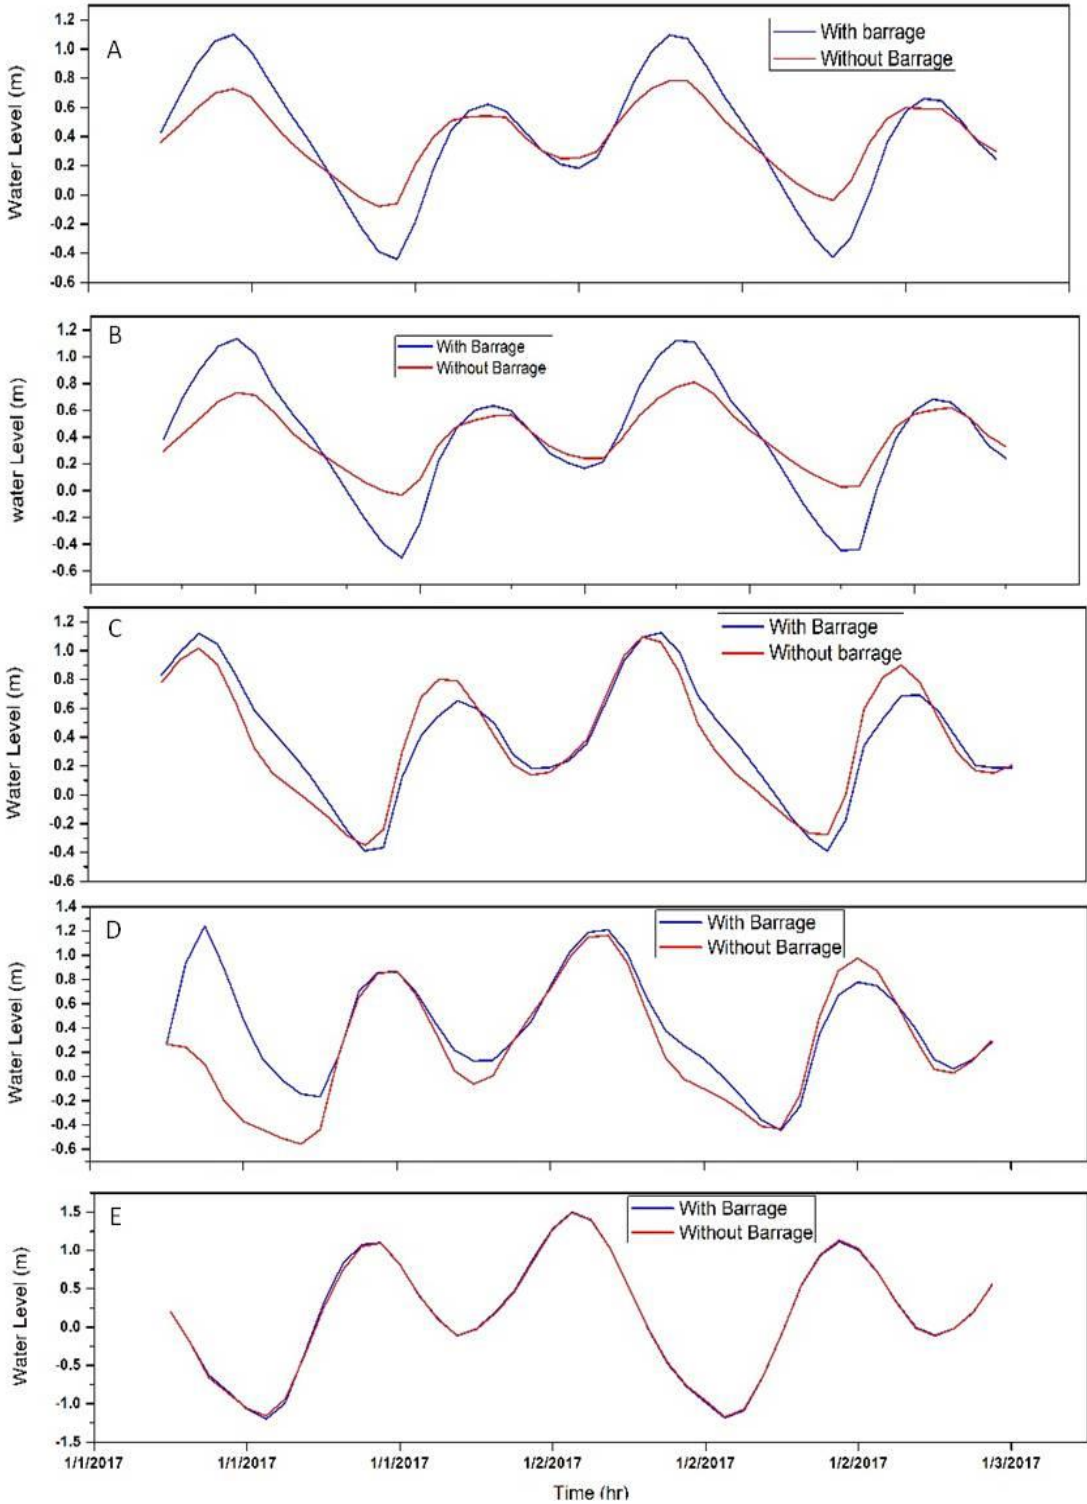 A
With barrage
Without Barrage
Water Level (m)
1.2
1.0
0.8
0.6
0.4
0.2
0.0
-0.2
-0.4
-0.6
B
With Barrage
Without Barrage
water Level (m)
1.2
1.0
0.8
0.6
0.4
0.2
0.0
-0.2
-0.4
-0.6
C
With Barrage
Without barrage
Water Level (m)
1.2
1.0
0.8
0.6
0.4
0.2
0.0
-0.2
-0.4
-0.6
D
With Barrage
Without Barrage
Water Level (m)
1.4
1.2
1.0
0.8
0.6
0.4
0.2
0.0
-0.2
-0.4
-0.6
E
With Barrage
Without Barrage
Water Level (m)
1.5
1.0
0.5
0.0
-0.5
-1.0
-1.5
1/1/2017 1/1/2017 1/1/2017 1/2/2017 1/2/2017 1/2/2017 1/3/2017
Time (hr)